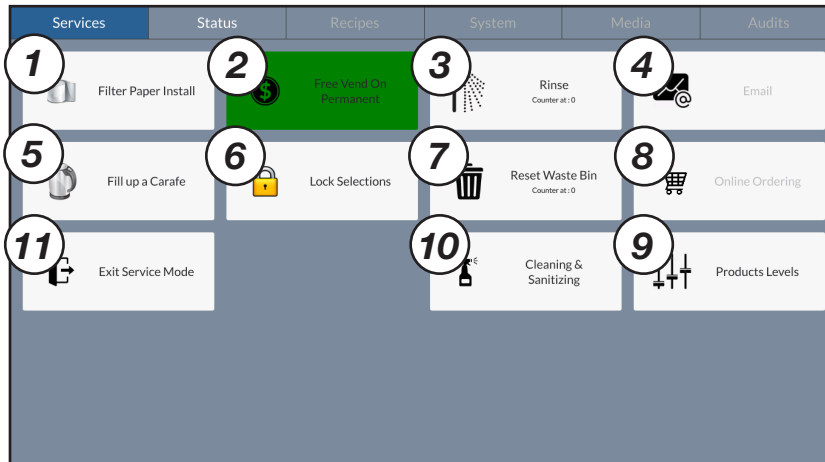 Services Status Recipes System Media Audits
1 Filter Paper Install
2 Free Vend On
Permanent
3 Rinse
Counter at : 0
4 Email
5 Fill up a Carafe
6 Lock Selections
7 Reset Waste Bin
Counter at : 0
8 Online Ordering
11 Exit Service Mode
10 Cleaning &
Sanitizing
9 Products Levels